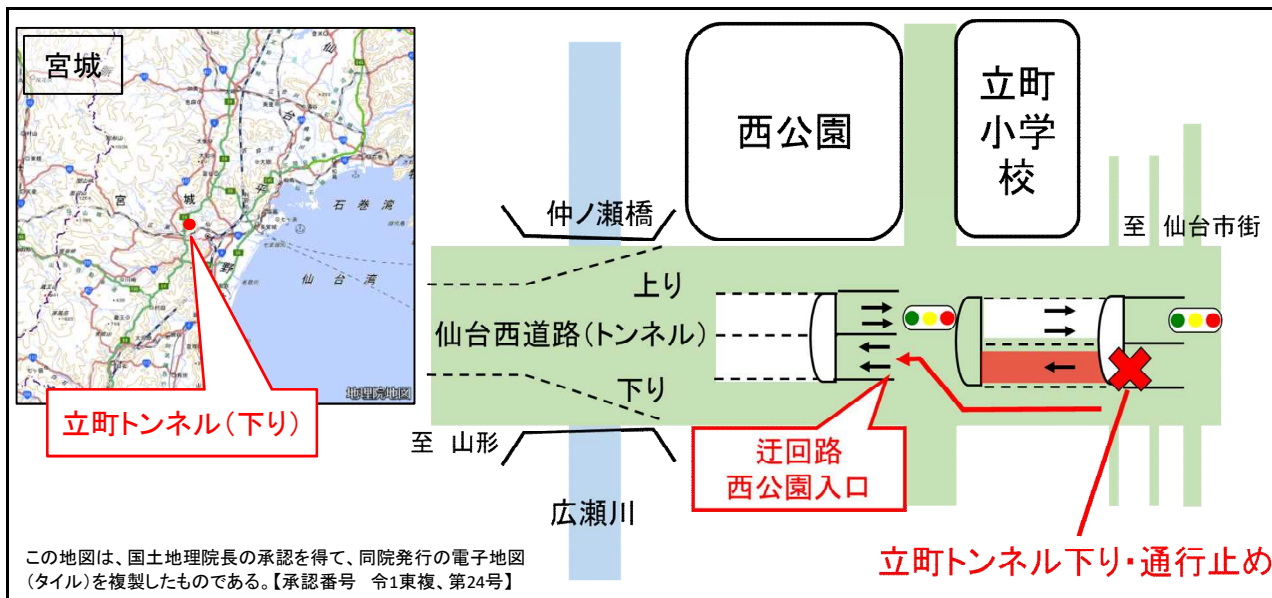 宮城
石巻湾
仙台湾
仙
台
平
野
宮
城
地理院地図
立町トンネル(下り)
西公園
立町
小学
校
至 仙台市街
仲ノ瀬橋
上り
仙台西道路(トンネル)
下り
至 山形
広瀬川
迂回路
西公園入口
立町トンネル下り・通行止め
この地図は、国土地理院長の承認を得て、同院発行の電子地図
(タイル)を複製したものである。【承認番号 令1東複、第24号】